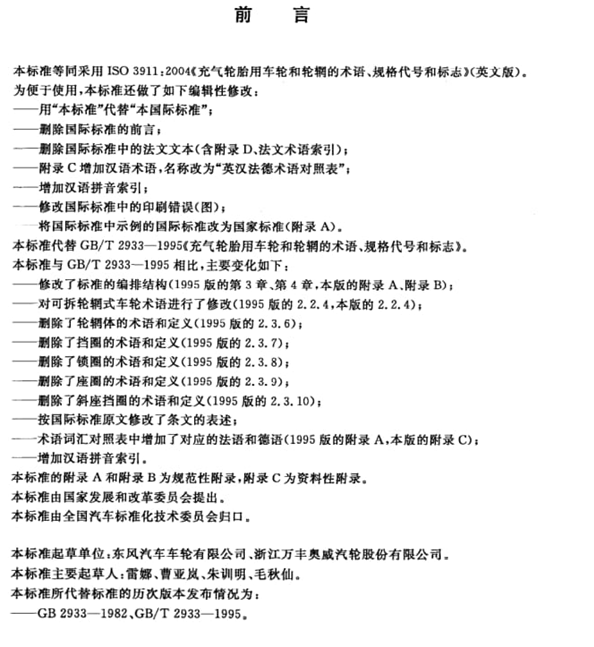 前 言
本标准等同采用 ISO 3911:2004《充气轮胎用车轮和轮辋的术语、规格代号和标志》(英文版)。
为便于使用,本标准还做了如下编辑性修改:
——用“本标准”代替“本国际标准”;
——删除国际标准的前言;
——删除国际标准中的法文文本(含附录 D、法文术语索引);
——附录 C 增加汉语术语,名称改为“英汉法德术语对照表”;
——增加汉语拼音索引;
——修改国际标准中的印刷错误(图);
——将国际标准中示例的国际标准改为国家标准(附录 A)。
本标准代替 GB/T 2933—1995《充气轮胎用车轮和轮辋的术语、规格代号和标志》。
本标准与 GB/T 2933—1995 相比,主要变化如下:
——修改了标准的编排结构(1995 版的第 3 章、第 4 章,本版的附录 A、附录 B);
——对可拆轮辋式车轮术语进行了修改(1995 版的 2.2.4,本版的 2.2.4);
——删除了轮辋体的术语和定义(1995 版的 2.3.6);
——删除了挡圈的术语和定义(1995 版的 2.3.7);
——删除了锁圈的术语和定义(1995 版的 2.3.8);
——删除了座圈的术语和定义(1995 版的 2.3.9);
——删除了斜座挡圈的术语和定义(1995 版的 2.3.10);
——按国际标准原文修改了条文的表述;
——术语词汇对照表中增加了对应的法语和德语(1995 版的附录 A,本版的附录 C);
——增加汉语拼音索引。
本标准的附录 A 和附录 B 为规范性附录,附录 C 为资料性附录。
本标准由国家发展和改革委员会提出。
本标准由全国汽车标准化技术委员会归口。
本标准起草单位:东风汽车车轮有限公司、浙江万丰奥威汽轮股份有限公司。
本标准主要起草人:雷娜、曹亚岚、朱训明、毛秋仙。
本标准所代替标准的历次版本发布情况为:
——GB 2933—1982、GB/T 2933—1995。